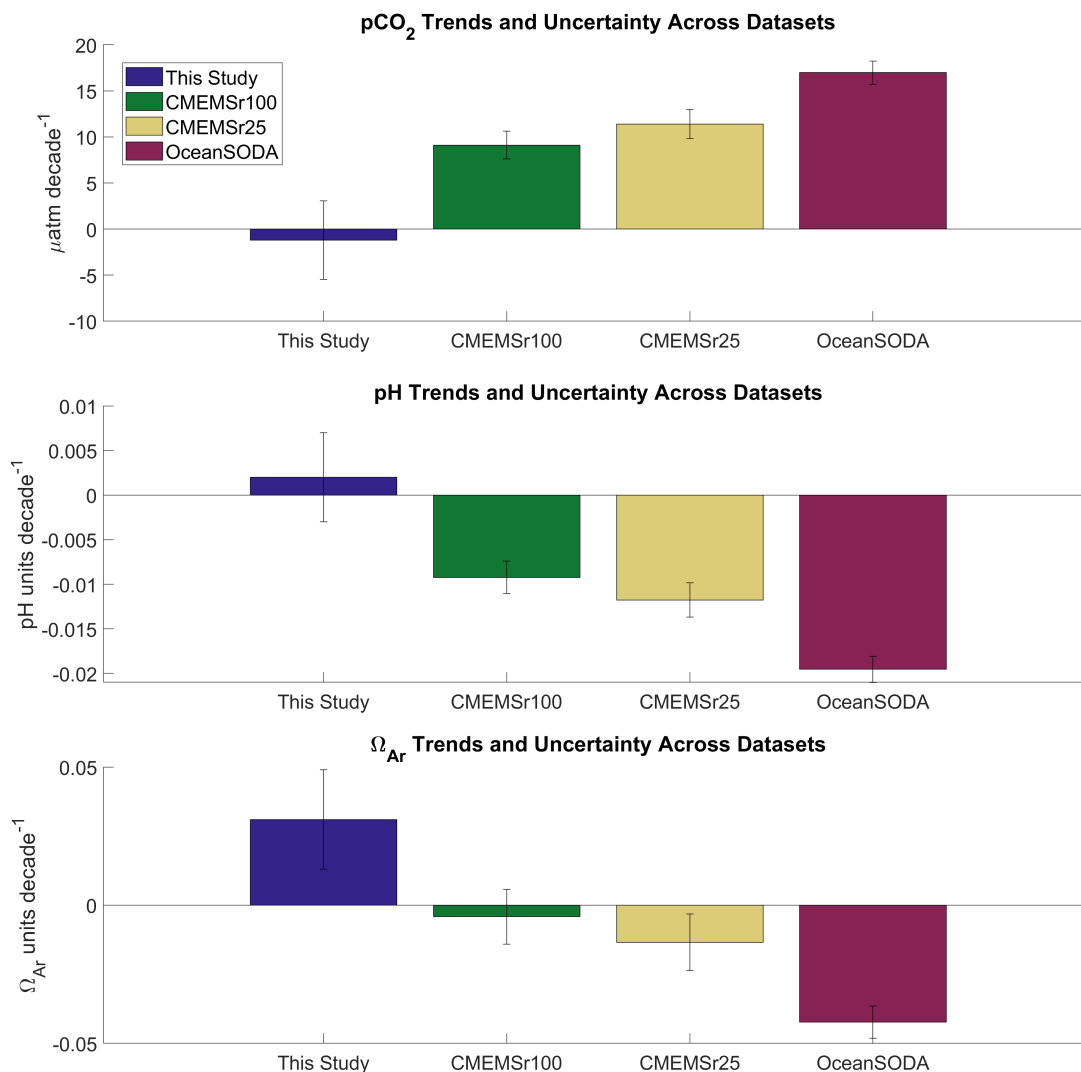 pCO2 Trends and Uncertainty Across Datasets
20
15
10
5
0
-5
-10
μatm decade-1
This Study
CMEMSr100
CMEMSr25
OceanSODA
This Study CMEMSr100 CMEMSr25 OceanSODA
pH Trends and Uncertainty Across Datasets
0.01
0.005
0
-0.005
-0.01
-0.015
-0.02
pH units decade-1
This Study CMEMSr100 CMEMSr25 OceanSODA
ΩAr Trends and Uncertainty Across Datasets
0.05
0
-0.05
ΩAr units decade-1
This Study CMEMSr100 CMEMSr25 OceanSODA